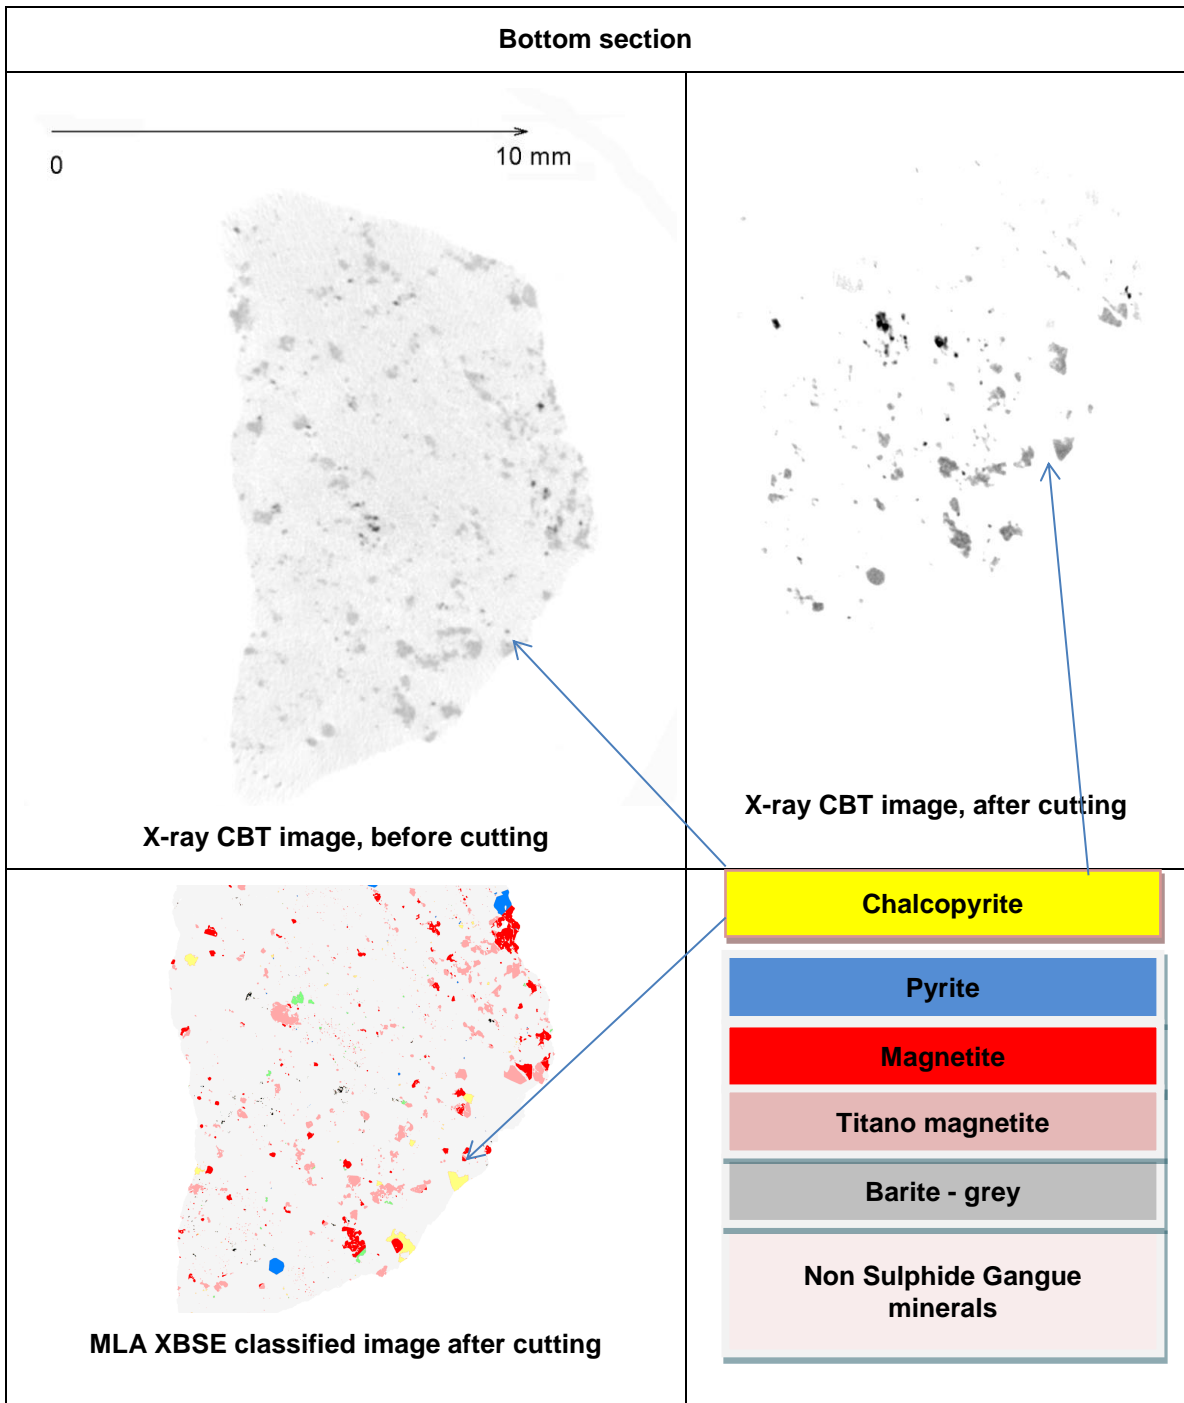 Bottom section
0
10 mm
X-ray CBT image, before cutting
X-ray CBT image, after cutting
Chalcopyrite
Pyrite
Magnetite
Titano magnetite
Barite - grey
Non Sulphide Gangue
minerals
MLA XBSE classified image after cutting